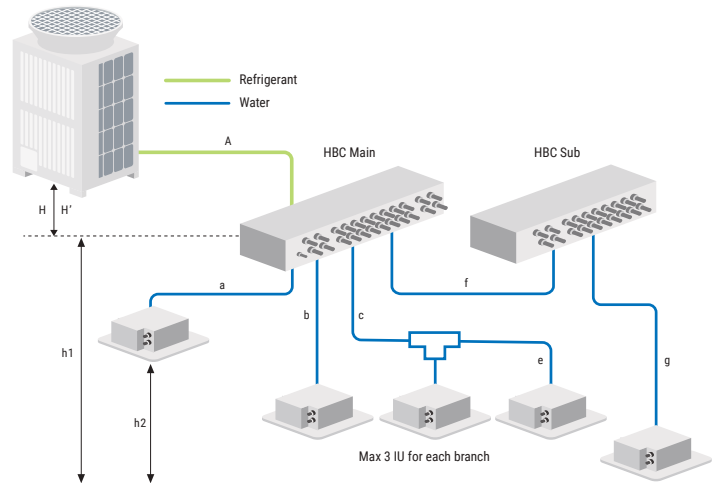 Refrigerant
Water
A
HBC Main
HBC Sub
H
H'
a
f
b
c
h1
e
g
h2
Max 3 IU for each branch